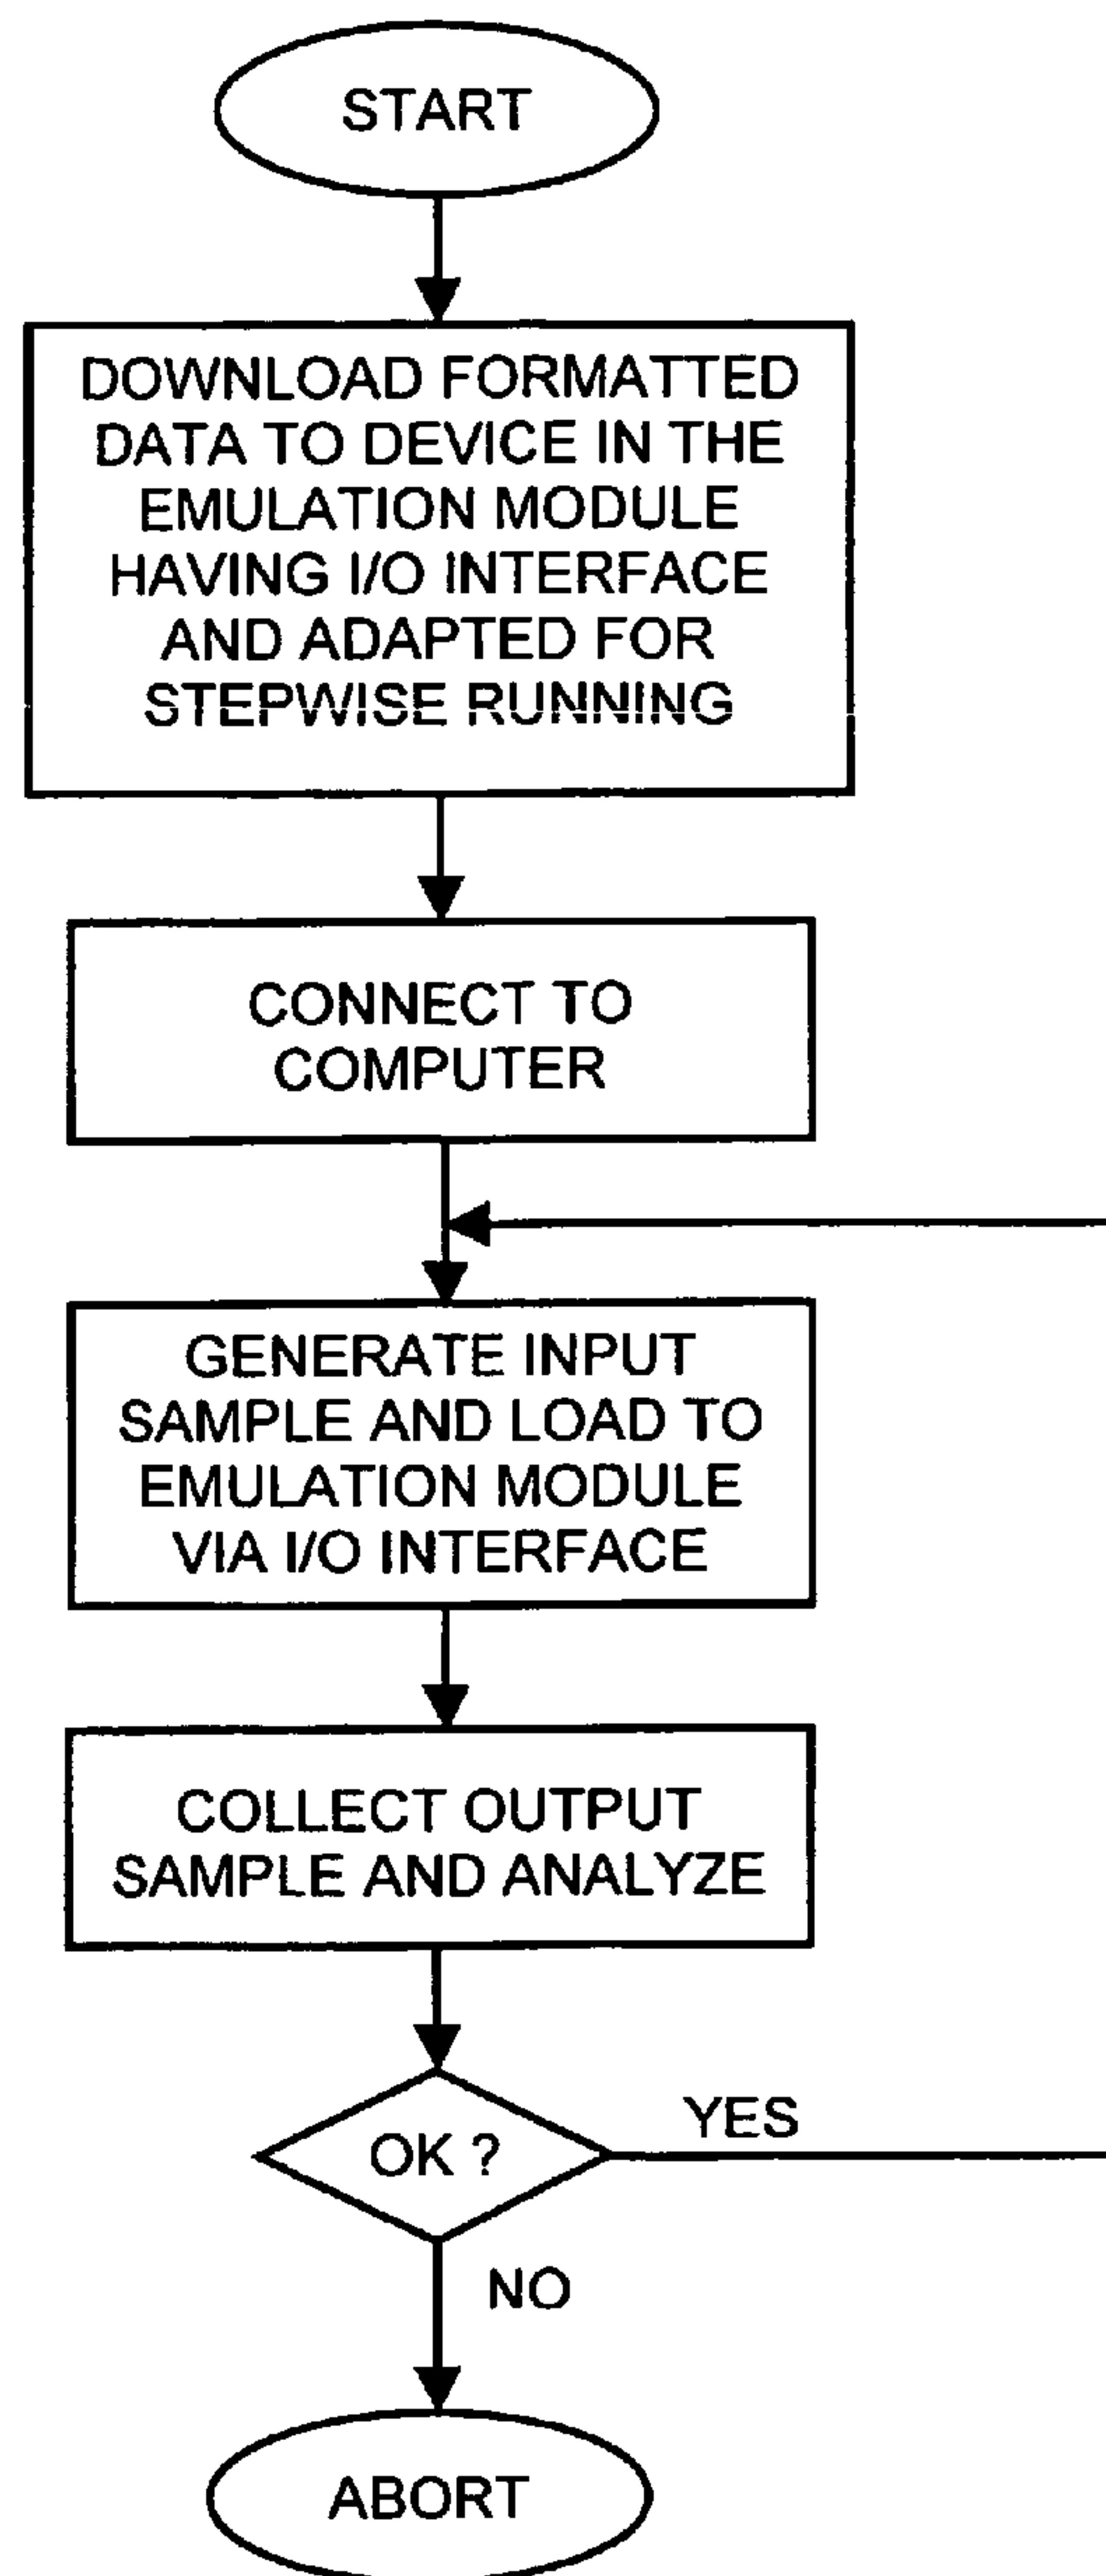 START
DOWNLOAD FORMATTED
DATA TO DEVICE IN THE
EMULATION MODULE
HAVING I/O INTERFACE
AND ADAPTED FOR
STEPWISE RUNNING
CONNECT TO
COMPUTER
GENERATE INPUT
SAMPLE AND LOAD TO
EMULATION MODULE
VIA I/O INTERFACE
COLLECT OUTPUT
SAMPLE AND ANALYZE
OK ?
YES
NO
ABORT